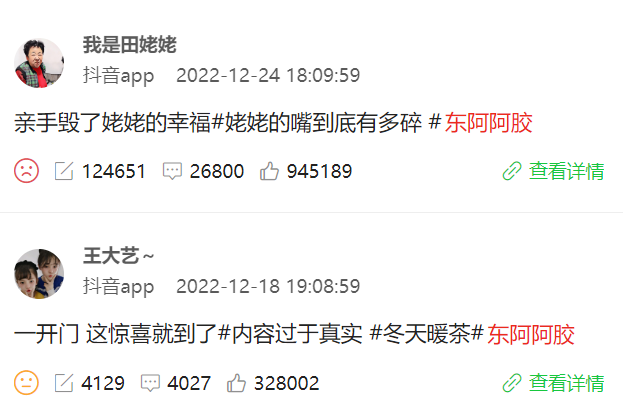 我是田姥姥
抖音app 2022-12-24 18:09:59
亲手毁了姥姥的幸福#姥姥的嘴到底有多碎 #东阿阿胶
124651 26800 945189 查看详情
王大艺~
抖音app 2022-12-18 19:08:59
一开门 这惊喜就到了#内容过于真实 #冬天暖茶#东阿阿胶
4129 4027 328002 查看详情